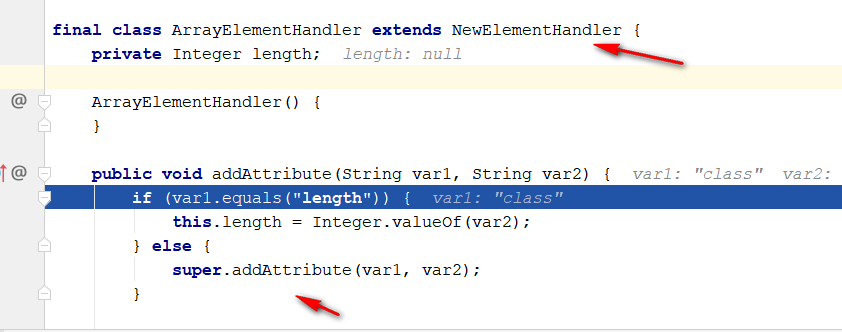 final class ArrayElementHandler extends NewElementHandler {
private Integer length;  length: null
@ ArrayElementHandler() {
}
@ public void addAttribute(String var1, String var2) {  var1: "class"  var2:
if (var1.equals("length")) {  var1: "class"
this.length = Integer.valueOf(var2);
} else {
super.addAttribute(var1, var2);
}